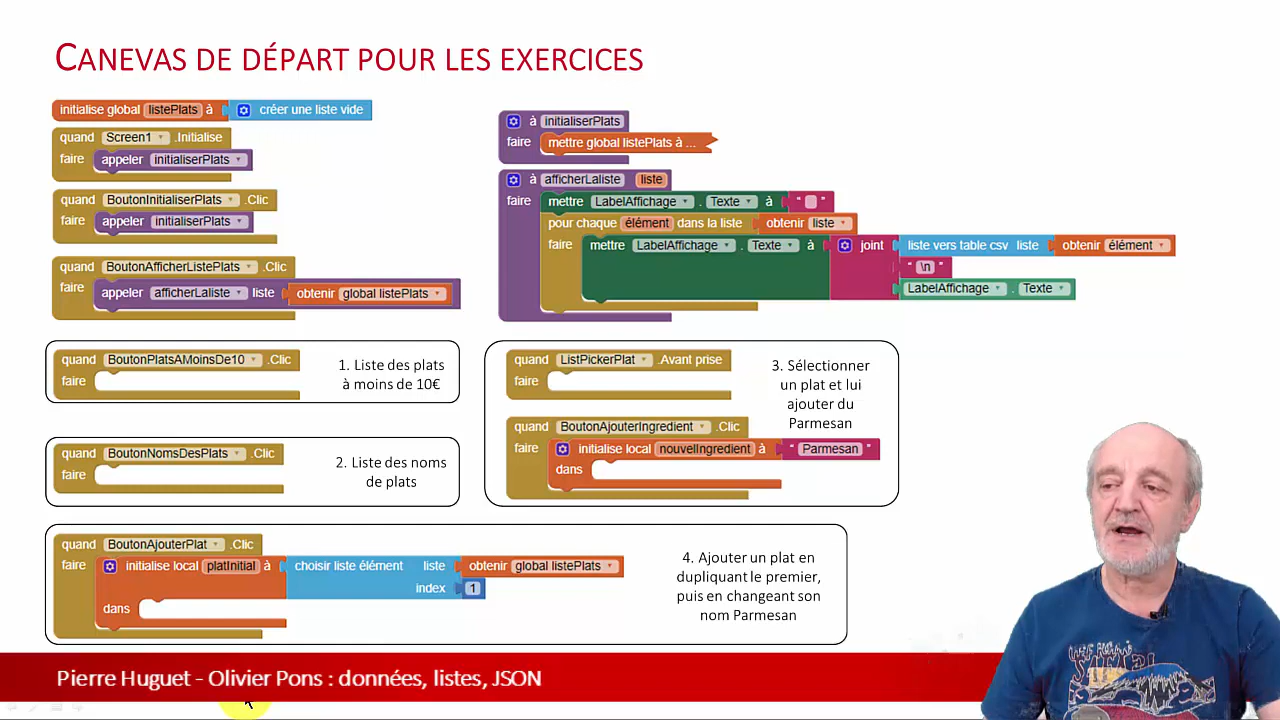 CANEVAS DE DÉPART POUR LES EXERCICES
initialise global listePlats à créer une liste vide
quand Screen1 .Initialise
faire appeler initialiserPlats
quand BoutonInitialiserPlats .Clic
faire appeler initialiserPlats
quand BoutonAfficherListePlats .Clic
faire appeler afficherLaliste liste obtenir global listePlats
à initialiserPlats
faire mettre global listePlats à ...
à afficherLaliste liste
faire mettre LabelAffichage . Texte à " "
pour chaque élément dans la liste obtenir liste
faire mettre LabelAffichage . Texte à joint liste vers table csv liste obtenir élément
" \n "
LabelAffichage . Texte
quand BoutonPlatsAMoinsDe10 .Clic
faire
1. Liste des plats
à moins de 10€
quand BoutonNomsDesPlats .Clic
faire
2. Liste des noms
de plats
quand ListPickerPlat .Avant prise
faire
quand BoutonAjouterIngredient .Clic
faire initialise local nouvelIngredient à " Parmesan "
dans
3. Sélectionner
un plat et lui
ajouter du
Parmesan
quand BoutonAjouterPlat .Clic
faire initialise local platInitial à choisir liste élément liste obtenir global listePlats
index 1
dans
4. Ajouter un plat en
dupliquant le premier,
puis en changeant son
nom Parmesan
Pierre Huguet - Olivier Pons : données, listes, JSON